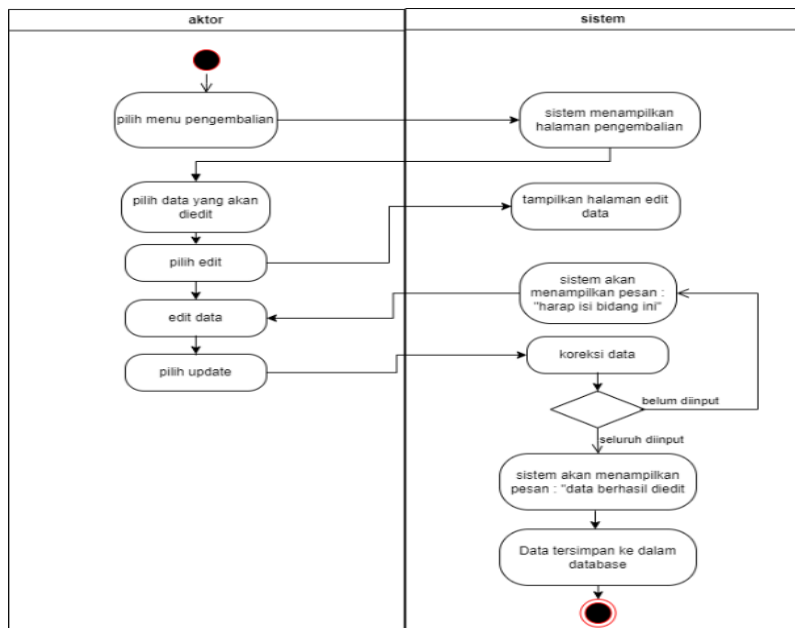 aktor
sistem
pilih menu pengembalian
sistem menampilkan
halaman pengembalian
pilih data yang akan
diedit
tampilkan halaman edit
data
pilih edit
sistem akan
menampilkan pesan :
"harap isi bidang ini"
edit data
koreksi data
pilih update
belum diinput
seluruh diinput
sistem akan menampilkan
pesan : "data berhasil diedit
Data tersimpan ke dalam
database